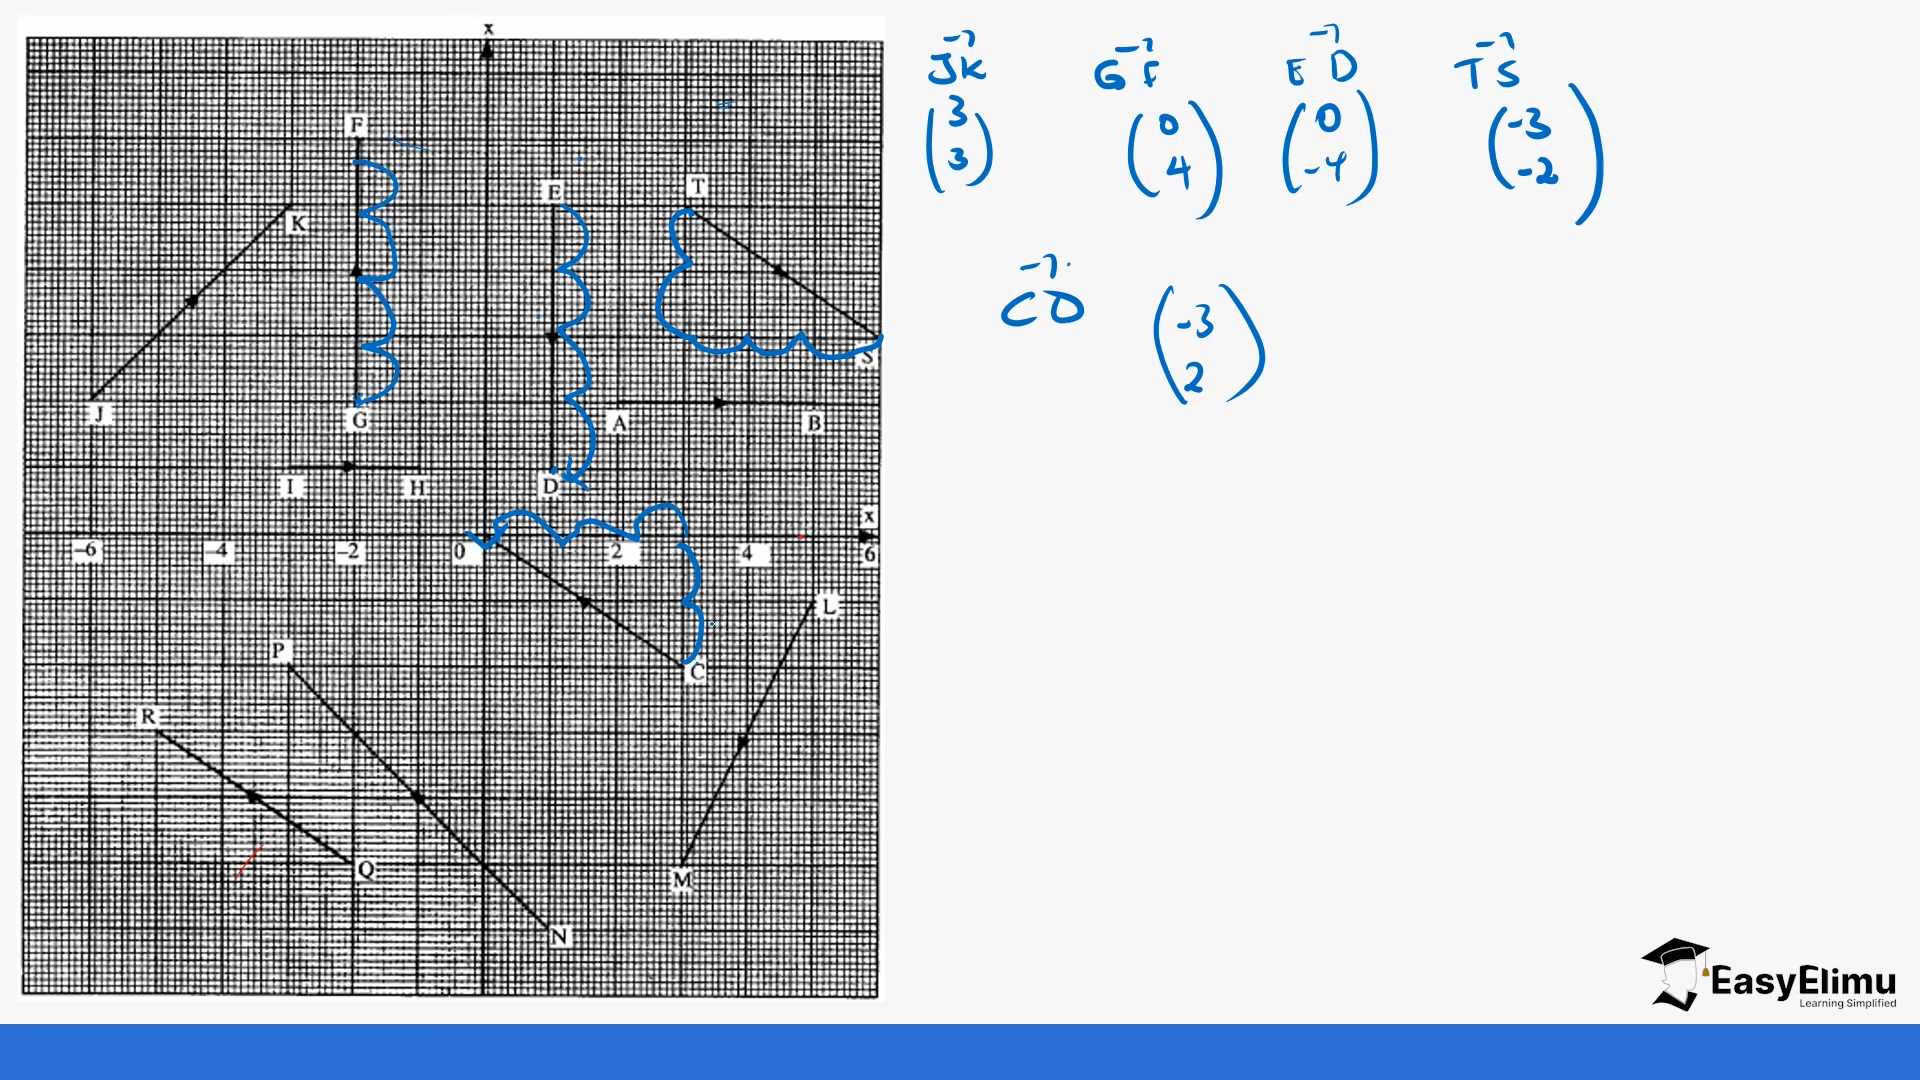 x
F
E
T
K
J
G
A
B
S
I
H
D
x
-6
-4
-2
0
2
4
6
L
P
C
R
Q
M
N
JK GF ED TS
3 0 0 -3
3 4 -4 -2
CO
-3
2
EasyElimu
Learning Simplified